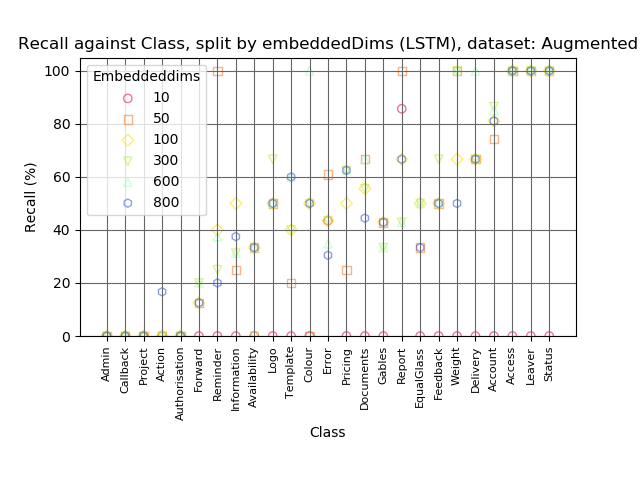 Recall against Class, split by embeddedDims (LSTM), dataset: Augmented
Embeddeddims
10
50
100
300
600
800
Recall (%)
100
80
60
40
20
0
Admin
Callback
Project
Action
Authorisation
Forward
Reminder
Information
Availability
Logo
Template
Colour
Error
Pricing
Documents
Gables
Report
EqualGlass
Feedback
Weight
Delivery
Account
Access
Leaver
Status
Class